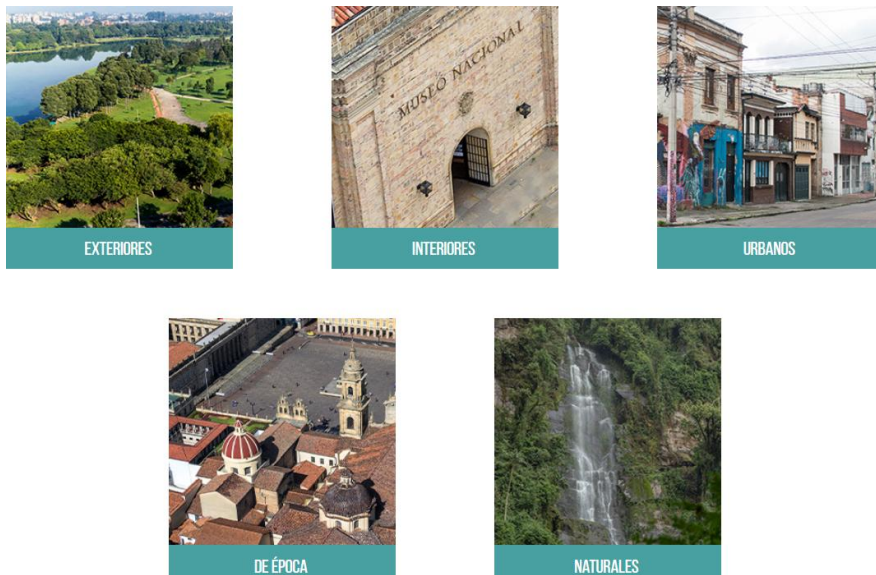 MUSEO NACIONAL
EXTERIORES
INTERIORES
URBANOS
DE ÉPOCA
NATURALES